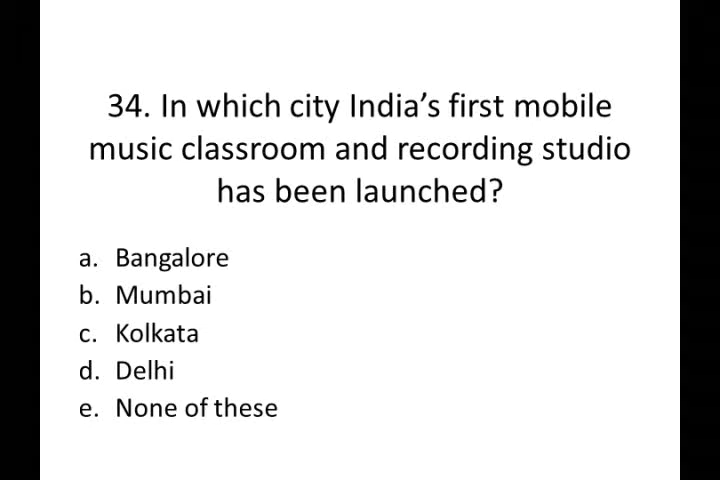 34. In which city India’s first mobile
music classroom and recording studio
has been launched?
a. Bangalore
b. Mumbai
c. Kolkata
d. Delhi
e. None of these